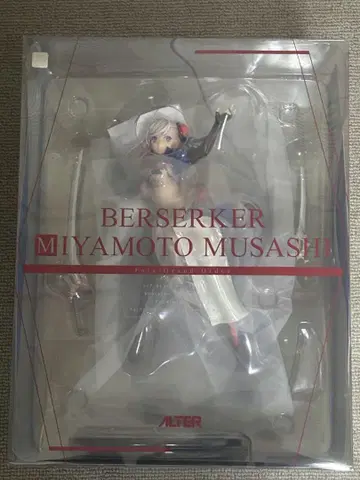 BERSERKER
MIYAMOTO MUSASHI
Fate/Grand Order
ALTER